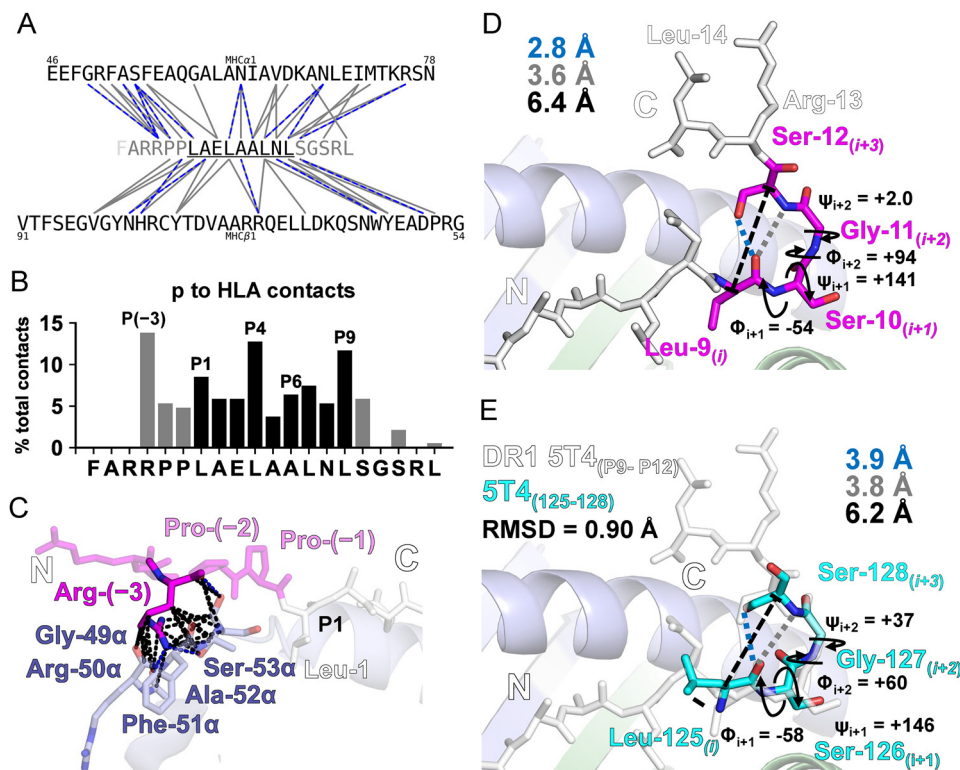 A
46
MHCα1
78
EEFGRFASFEAQGALANIAVDKANLEIMTKRSN
FARRPPLAELAALNLSGSRL
VTFSEGVGYNHRCYTDVAARRQELLDKQSNWYEADPRG
91
MHCβ1
54
B
p to HLA contacts
% total contacts
15
10
5
0
P(−3)
P1
P4
P6
P9
F A R R P P L A E L A A L N L S G S R L
C
Pro-(−2)
Pro-(−1)
N
C
Arg-(−3)
P1
Gly-49α
Leu-1
Arg-50α
Ser-53α
Ala-52α
Phe-51α
D
2.8 Å
3.6 Å
6.4 Å
Leu-14
C
Arg-13
Ser-12(i+3)
Ψi+2 = +2.0
Gly-11(i+2)
Φi+2 = +94
Ψi+1 = +141
N
Φi+1 = -54
Ser-10(i+1)
Leu-9(i)
E
DR1 5T4(P9- P12)
5T4(125-128)
RMSD = 0.90 Å
3.9 Å
3.8 Å
6.2 Å
C
Ser-128(i+3)
Ψi+2 = +37
Gly-127(i+2)
N
Φi+2 = +60
Leu-125(i)
Φi+1 = -58
Ψi+1 = +146
Ser-126(i+1)